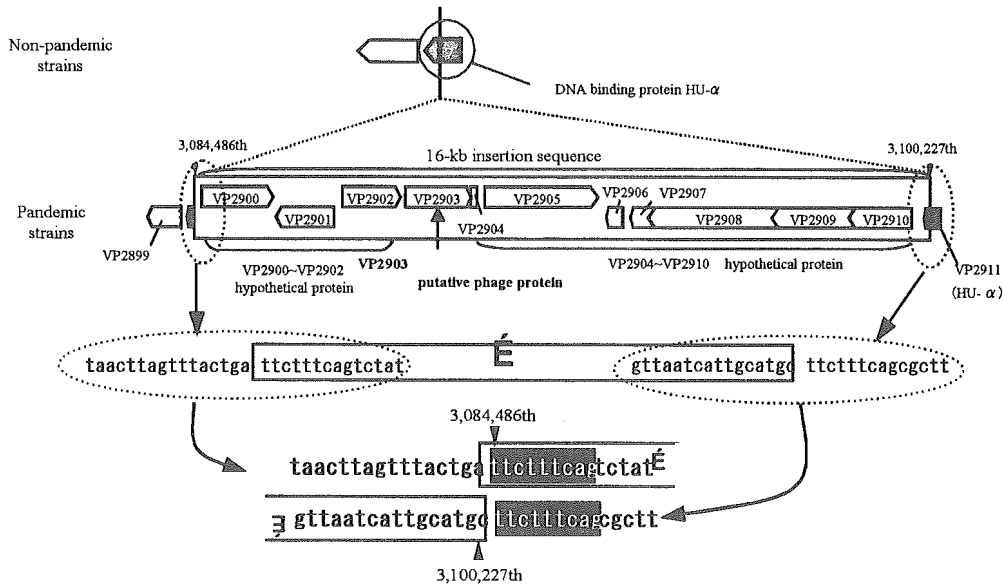 Non-pandemic
strains
DNA binding protein HU-α
3,084,486th
16-kb insertion sequence
3,100,227th
Pandemic
strains
VP2900
VP2901
VP2902
VP2903
VP2904
VP2905
VP2906
VP2907
VP2908
VP2909
VP2910
VP2899
VP2900~VP2902
hypothetical protein
VP2903
putative phage protein
VP2904~VP2910 hypothetical protein
VP2911
(HU- α)
taacttagtttactga ttctttcagtctat É gttaatcattgcatgc ttctttcagcgctt
3,084,486th
taacttagtttactga ttctttcagtctat É
É gttaatcattgcatgc ttctttcagcgctt
3,100,227th